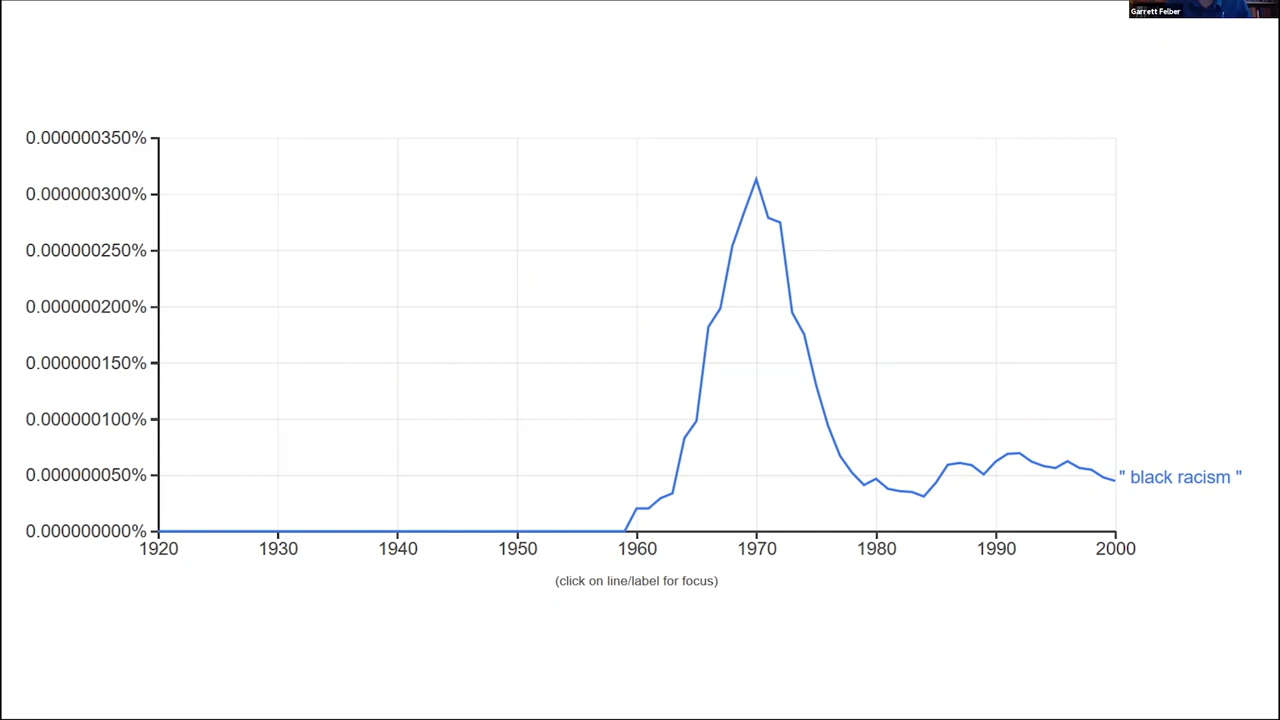 Garrett Felber
0.000000350%
0.000000300%
0.000000250%
0.000000200%
0.000000150%
0.000000100%
0.000000050%
" black racism "
0.000000000%
1920 1930 1940 1950 1960 1970 1980 1990 2000
(click on line/label for focus)